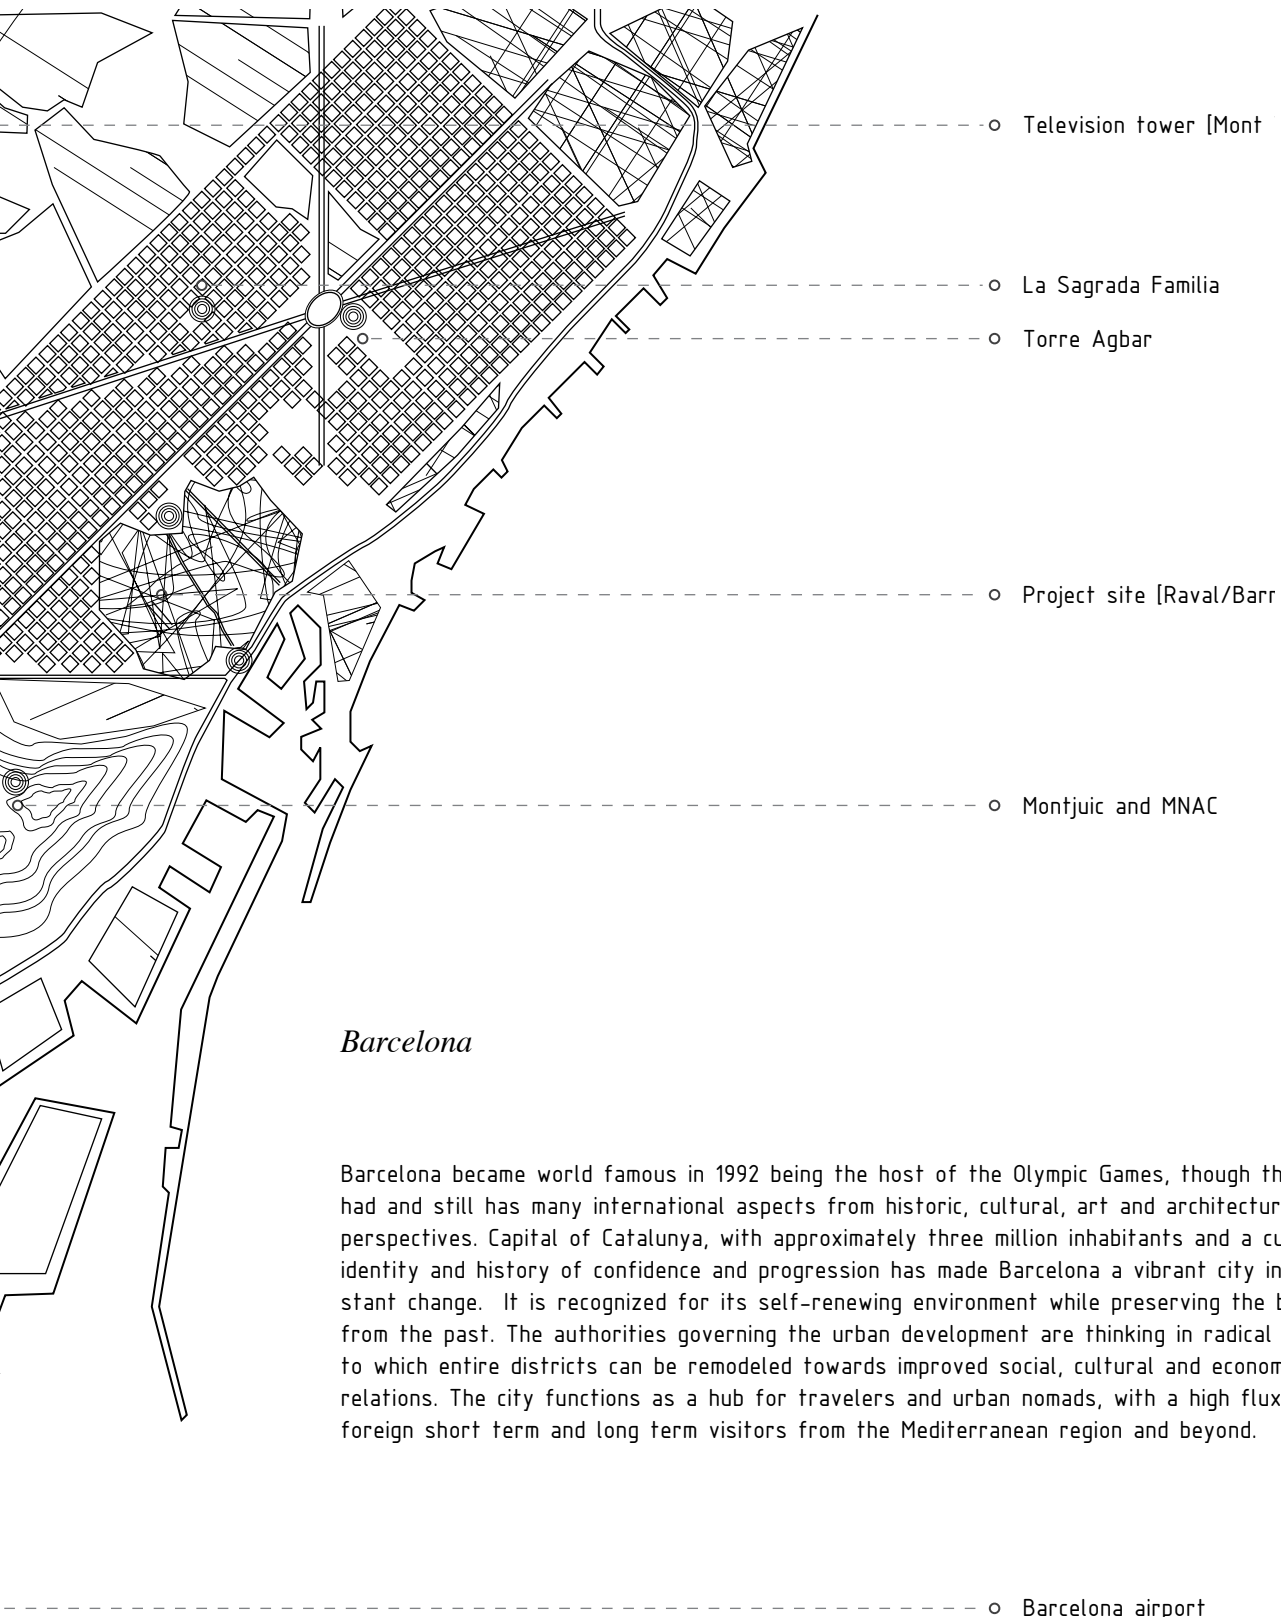 Television tower [Mont
La Sagrada Familia
Torre Agbar
Project site [Raval/Barr
Montjuic and MNAC
Barcelona
Barcelona became world famous in 1992 being the host of the Olympic Games, though th
had and still has many international aspects from historic, cultural, art and architectur
perspectives. Capital of Catalunya, with approximately three million inhabitants and a cu
identity and history of confidence and progression has made Barcelona a vibrant city in
stant change. It is recognized for its self-renewing environment while preserving the b
from the past. The authorities governing the urban development are thinking in radical
to which entire districts can be remodeled towards improved social, cultural and econom
relations. The city functions as a hub for travelers and urban nomads, with a high flux
foreign short term and long term visitors from the Mediterranean region and beyond.
Barcelona airport